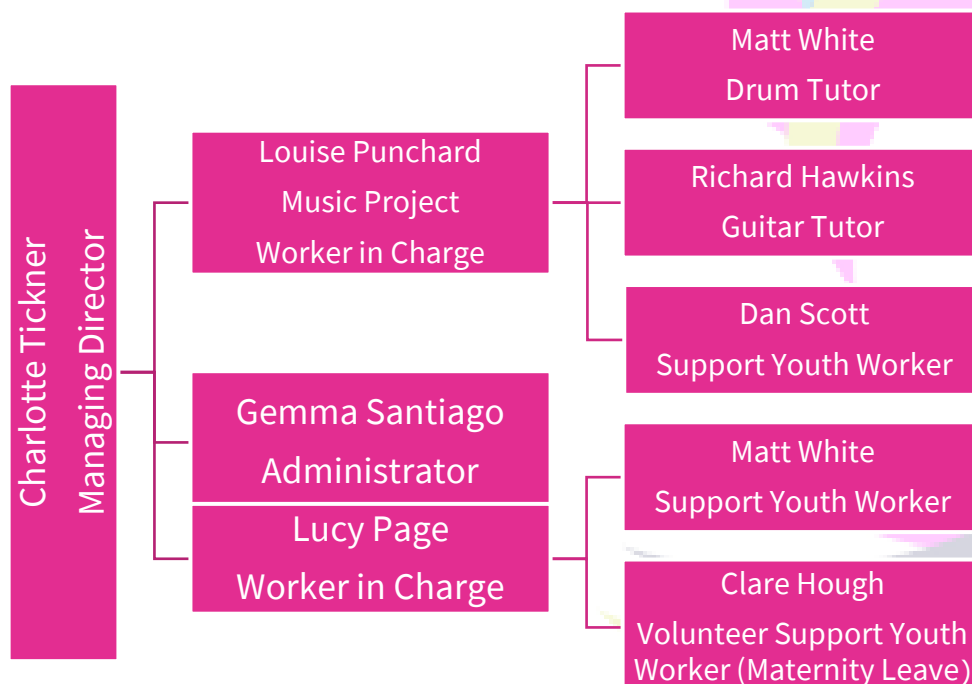 Charlotte Tickner
Managing Director
Louise Punchard
Music Project
Worker in Charge
Matt White
Drum Tutor
Richard Hawkins
Guitar Tutor
Dan Scott
Support Youth Worker
Gemma Santiago
Administrator
Lucy Page
Worker in Charge
Matt White
Support Youth Worker
Clare Hough
Volunteer Support Youth
Worker (Maternity Leave)